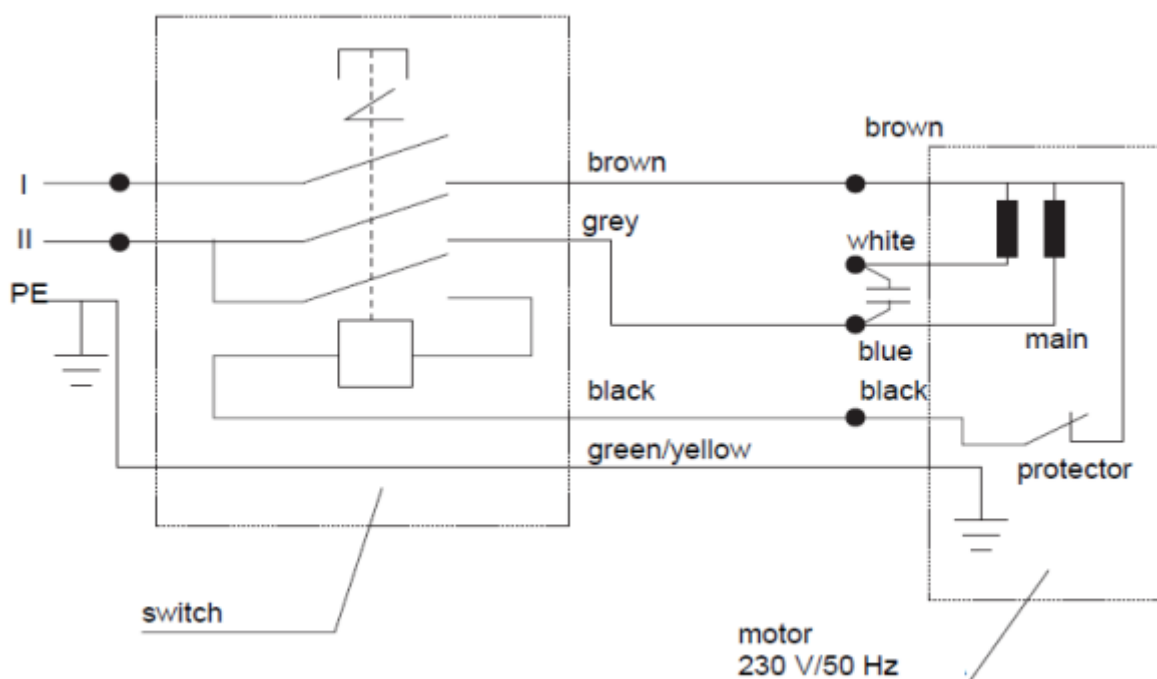 brown
brown
I
grey
II
white
PE
main
blue
black
black
green/yellow
protector
switch
motor
230 V/50 Hz